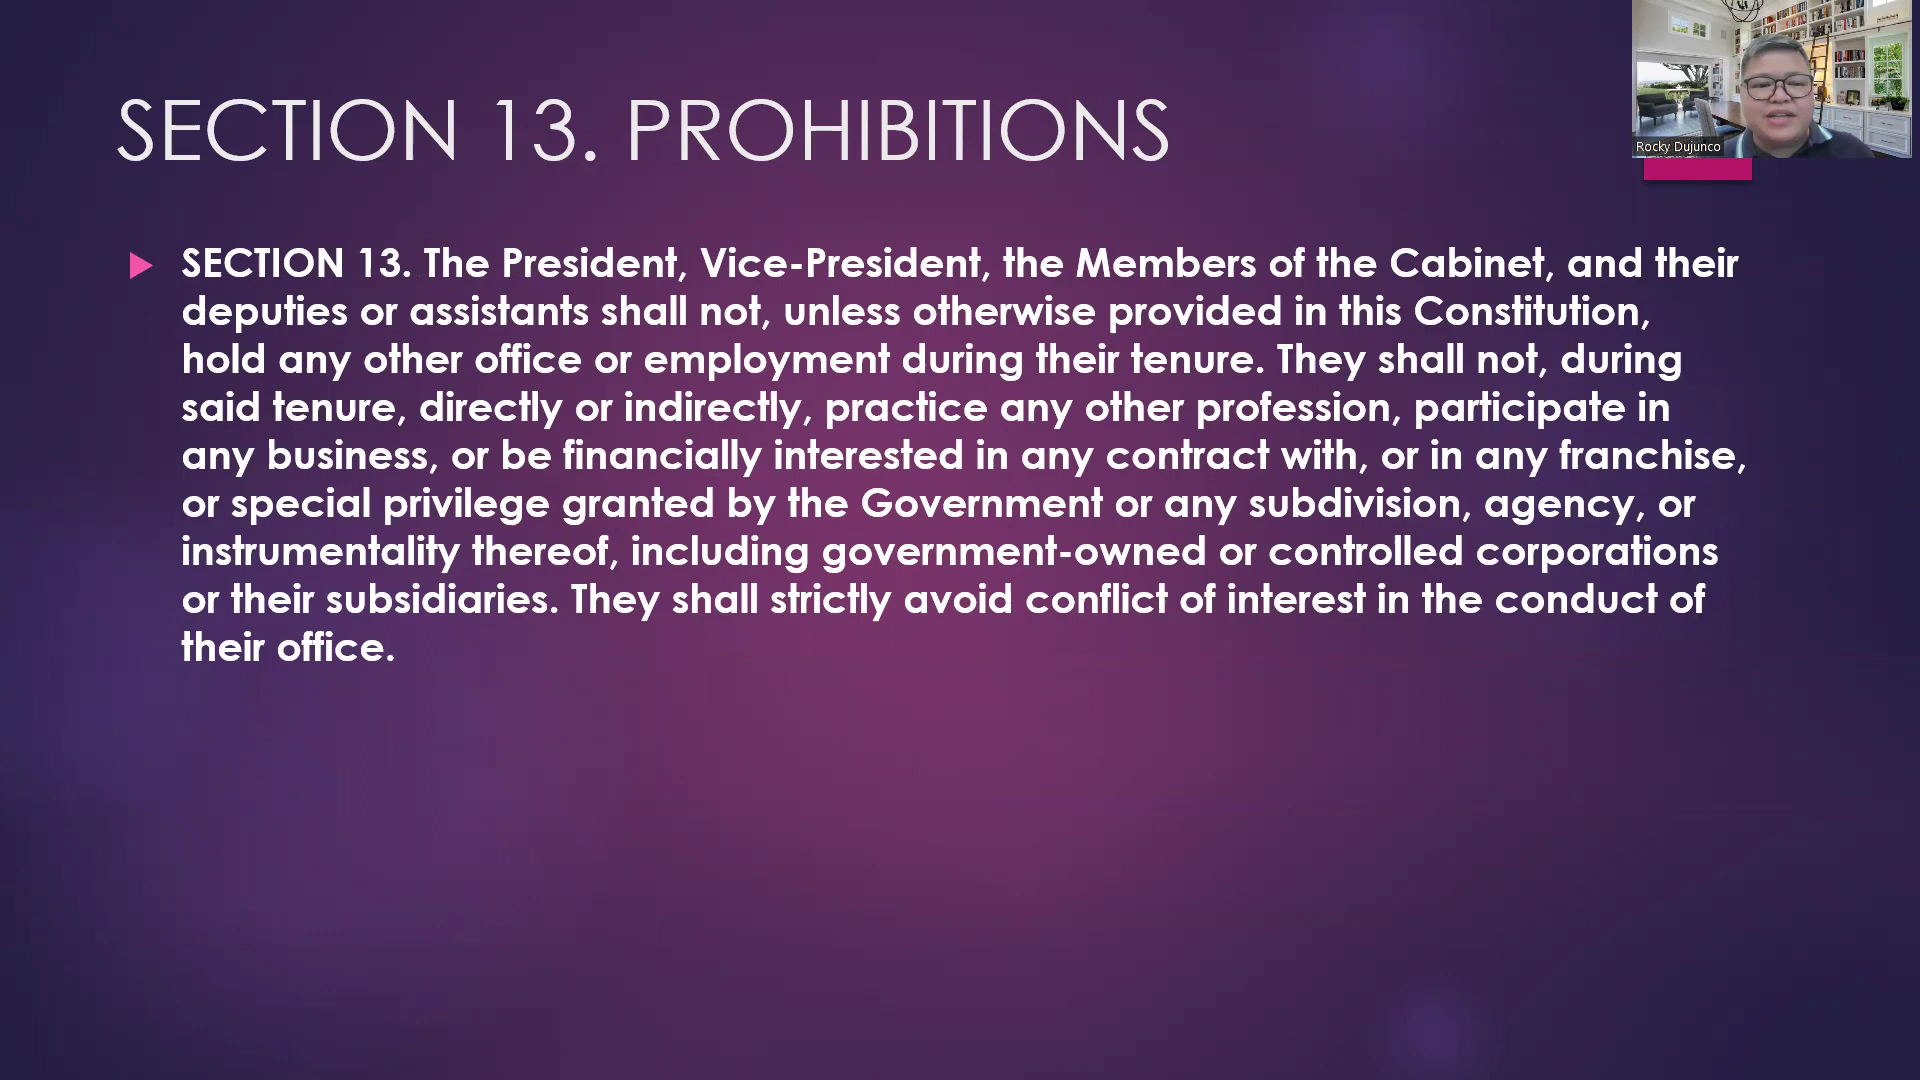 SECTION 13. PROHIBITIONS
Rocky Dujunco
SECTION 13. The President, Vice-President, the Members of the Cabinet, and their
deputies or assistants shall not, unless otherwise provided in this Constitution,
hold any other office or employment during their tenure. They shall not, during
said tenure, directly or indirectly, practice any other profession, participate in
any business, or be financially interested in any contract with, or in any franchise,
or special privilege granted by the Government or any subdivision, agency, or
instrumentality thereof, including government-owned or controlled corporations
or their subsidiaries. They shall strictly avoid conflict of interest in the conduct of
their office.